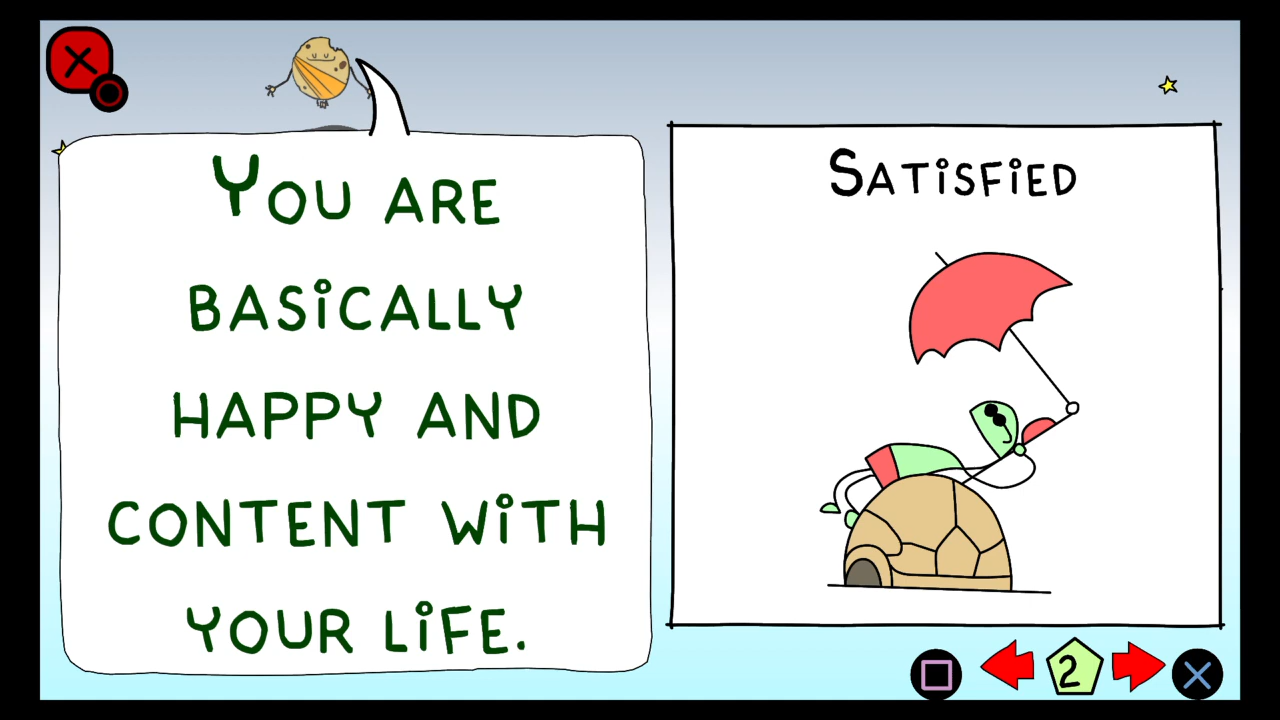 You are
basically
happy and
content with
your life.
Satisfied
2